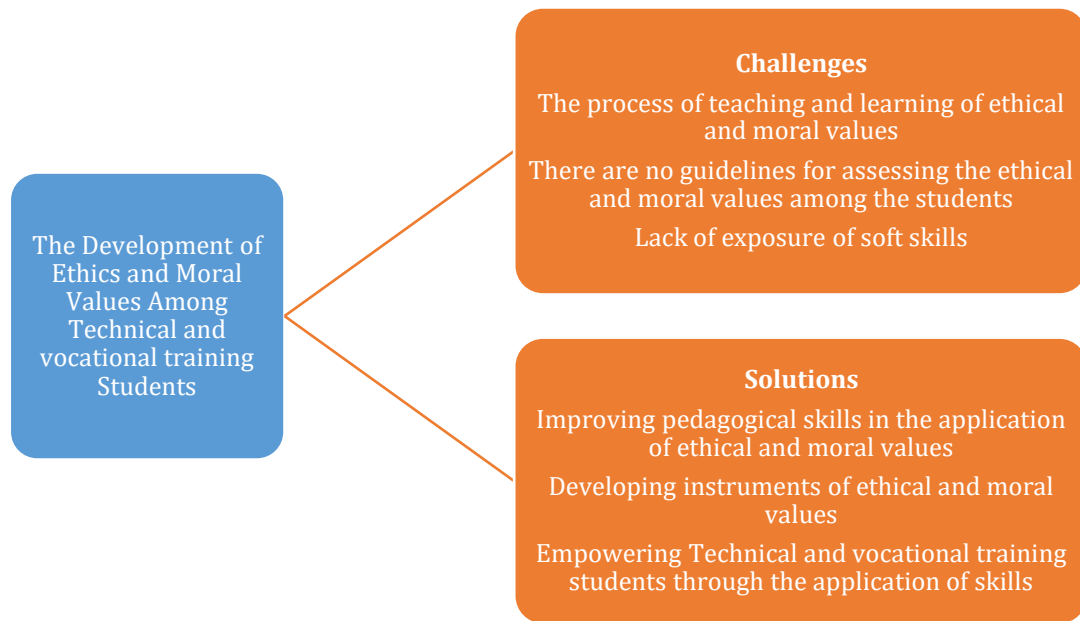 The Development of
Ethics and Moral
Values Among
Technical and
vocational training
Students
Challenges
The process of teaching and learning of ethical
and moral values
There are no guidelines for assessing the ethical
and moral values among the students
Lack of exposure of soft skills
Solutions
Improving pedagogical skills in the application
of ethical and moral values
Developing instruments of ethical and moral
values
Empowering Technical and vocational training
students through the application of skills